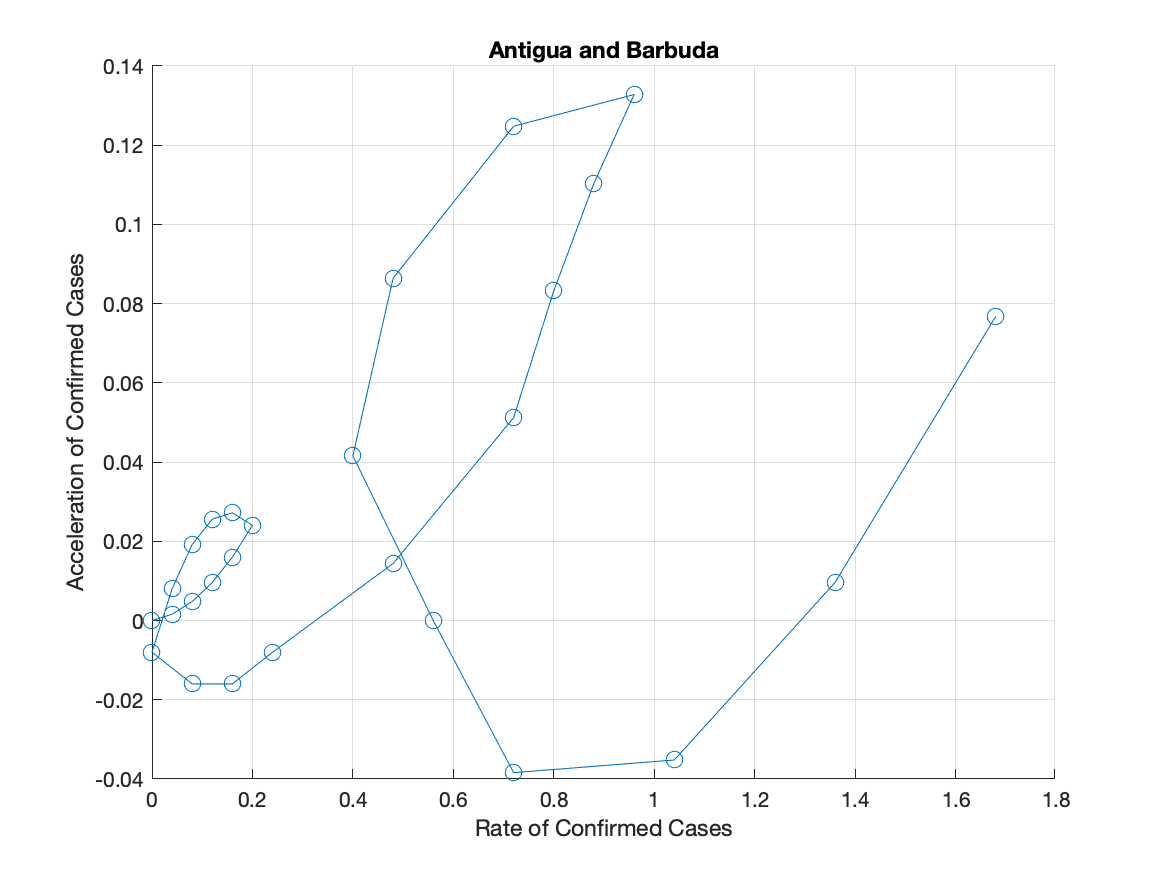 Antigua and Barbuda
0.14
0.12
0.1
0.08
0.06
0.04
0.02
0
-0.02
-0.04
Acceleration of Confirmed Cases
0 0.2 0.4 0.6 0.8 1 1.2 1.4 1.6 1.8
Rate of Confirmed Cases